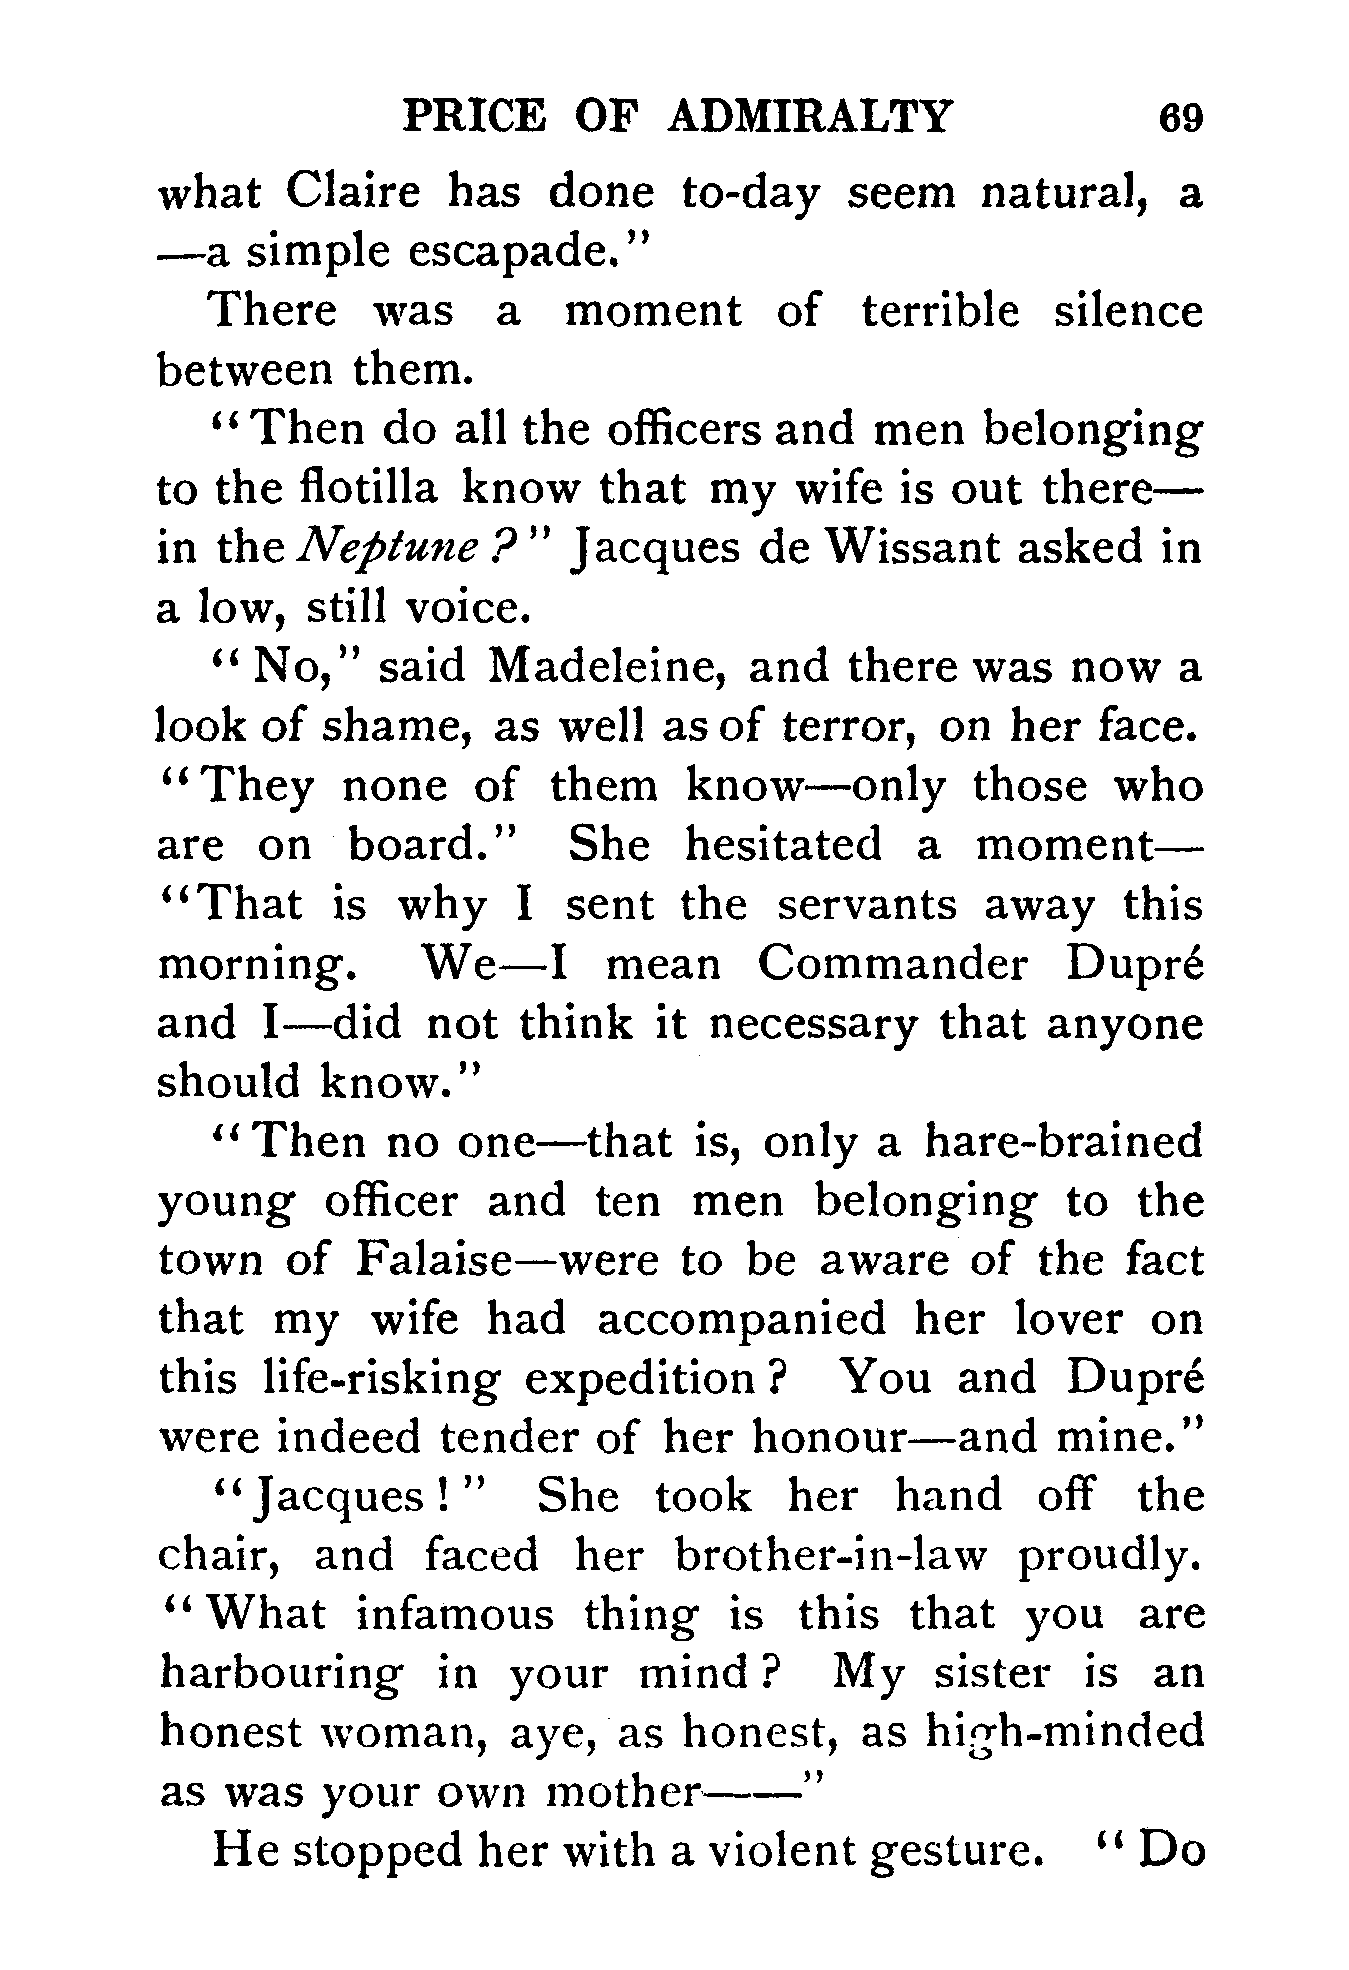 PRICE OF ADMIRALTY 69
what Claire has done to-day seem natural, a
—a simple escapade."
There was a moment of terrible silence
between them.
"Then do all the officers and men belonging
to the flotilla know that my wife is out there—
in the Neptune?" Jacques de Wissant asked in
a low, still voice.
"No," said Madeleine, and there was now a
look of shame, as well as of terror, on her face.
"They none of them know—only those who
are on board." She hesitated a moment—
"That is why I sent the servants away this
morning. We—I mean Commander Dupré
and I—did not think it necessary that anyone
should know."
"Then no one—that is, only a hare-brained
young officer and ten men belonging to the
town of Falaise—were to be aware of the fact
that my wife had accompanied her lover on
this life-risking expedition? You and Dupré
were indeed tender of her honour—and mine."
"Jacques!" She took her hand off the
chair, and faced her brother-in-law proudly.
"What infamous thing is this that you are
harbouring in your mind? My sister is an
honest woman, aye, as honest, as high-minded
as was your own mother——"
He stopped her with a violent gesture. "Do